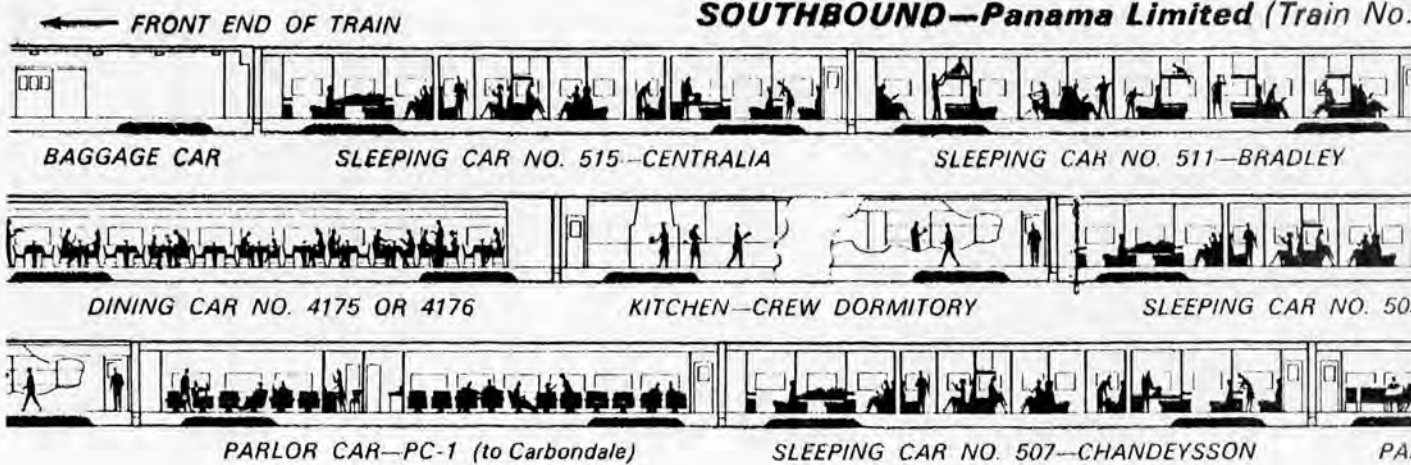 FRONT END OF TRAIN
SOUTHBOUND—Panama Limited (Train No.
BAGGAGE CAR
SLEEPING CAR NO. 515—CENTRALIA
SLEEPING CAR NO. 511—BRADLEY
DINING CAR NO. 4175 OR 4176
KITCHEN—CREW DORMITORY
SLEEPING CAR NO. 50
PARLOR CAR—PC-1 (to Carbondale)
SLEEPING CAR NO. 507—CHANDEYSSON